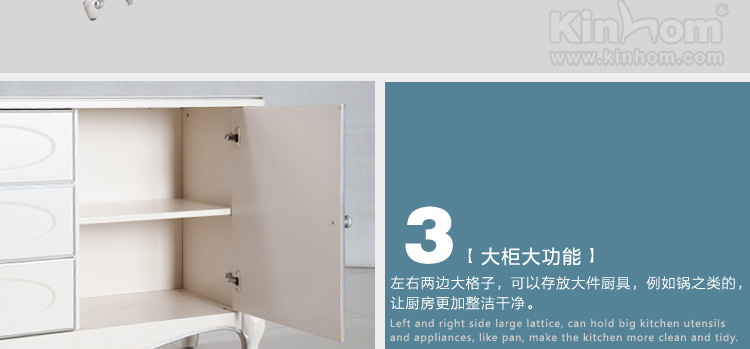 Kinhom
www.kinhom.com
3 【 大柜大功能 】
左右两边大格子，可以存放大件厨具，例如锅之类的，
让厨房更加整洁干净。
Left and right side large lattice, can hold big kitchen utensils
and appliances, like pan, make the kitchen more clean and tidy.